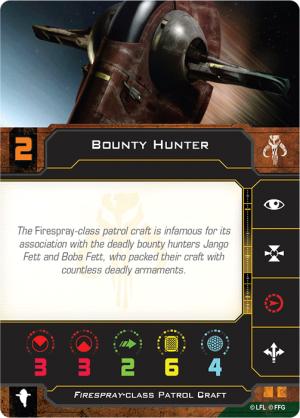 2
BOUNTY HUNTER
The Firespray-class patrol craft is infamous for its
association with the deadly bounty hunters Jango
Fett and Boba Fett, who packed their craft with
countless deadly armaments.
3 3 2 6 4
FIRESPRAY-CLASS PATROL CRAFT
© LFL © FFG